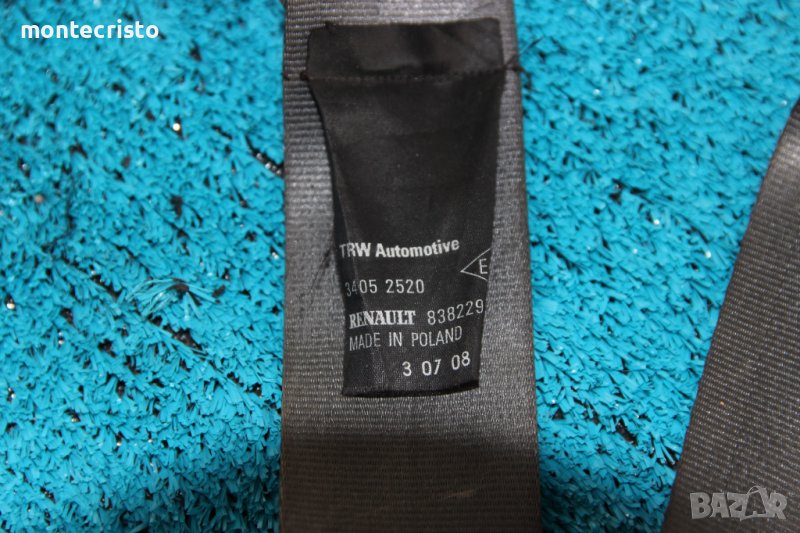 montecristo
TRW Automotive
E
3405 2520
RENAULT 838229
MADE IN POLAND
3 07 08
BAZAR